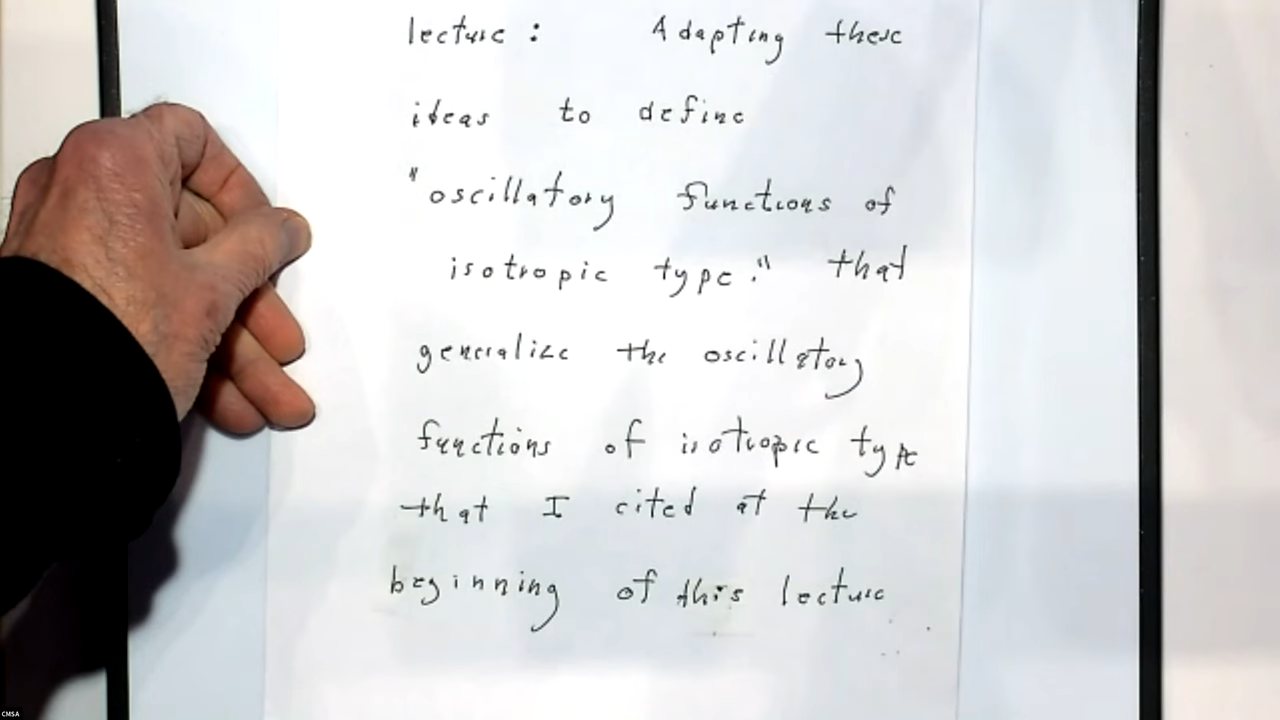 lecture : Adapting these
ideas to define
"oscillatory functions of
isotropic type." that
generalize the oscillatory
functions of isotropic type
that I cited at the
beginning of this lecture
CMSA